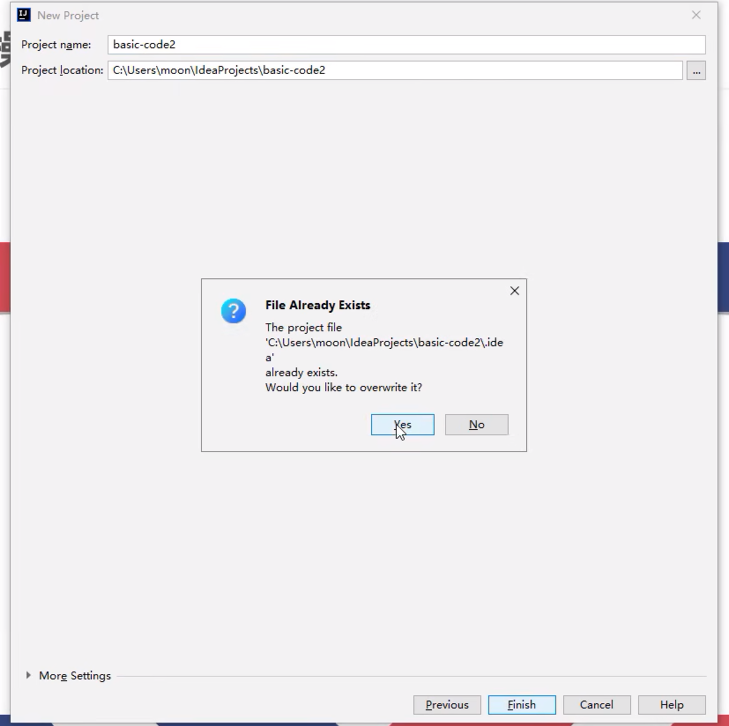 New Project
Project name:
basic-code2
Project location:
C:\Users\moon\IdeaProjects\basic-code2
...
File Already Exists
The project file
'C:\Users\moon\IdeaProjects\basic-code2\.ide
a'
already exists.
Would you like to overwrite it?
Yes
No
More Settings
Previous
Finish
Cancel
Help